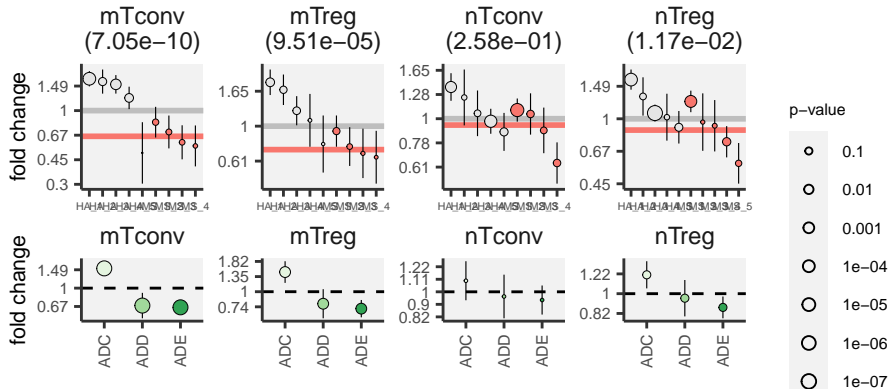 mTconv
(7.05e−10)
mTreg
(9.51e−05)
nTconv
(2.58e−01)
nTreg
(1.17e−02)
fold change
1.49
1
0.67
0.45
0.3
1.65
1
0.61
1.65
1.28
1
0.78
0.61
1.49
1
0.67
0.45
p−value
0.1
0.01
0.001
1e−04
1e−05
1e−06
1e−07
mTconv
mTreg
nTconv
nTreg
fold change
1.49
1
0.67
1.82
1.35
1
0.74
1.22
1.11
1
0.9
0.82
1.22
1
0.82
ADC
ADD
ADE
ADC
ADD
ADE
ADC
ADD
ADE
ADC
ADD
ADE